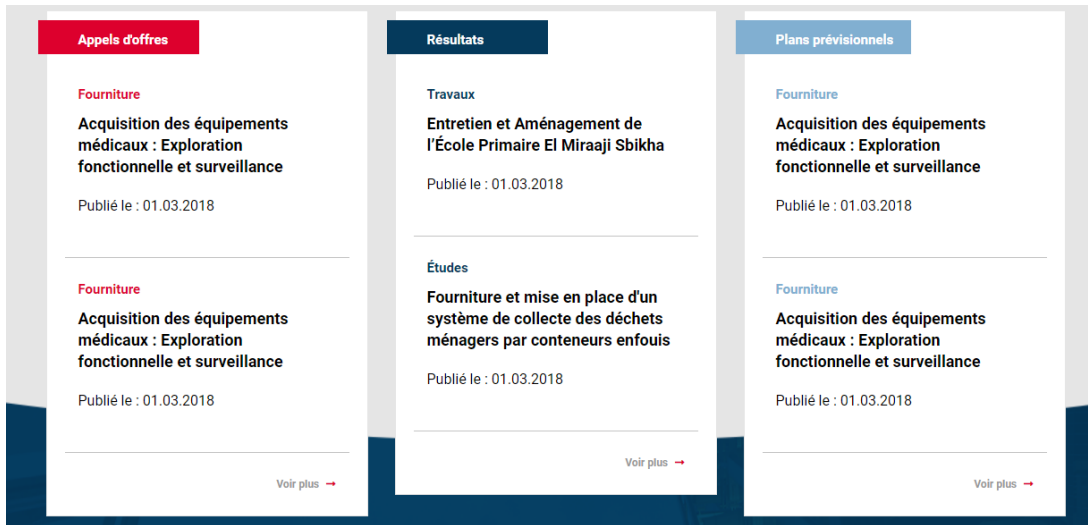 Appels d'offres
Fourniture
Acquisition des équipements
médicaux : Exploration
fonctionnelle et surveillance
Publié le : 01.03.2018
Fourniture
Acquisition des équipements
médicaux : Exploration
fonctionnelle et surveillance
Publié le : 01.03.2018
Voir plus →
Résultats
Travaux
Entretien et Aménagement de
l'École Primaire El Miraaji Sbikha
Publié le : 01.03.2018
Études
Fourniture et mise en place d'un
système de collecte des déchets
ménagers par conteneurs enfouis
Publié le : 01.03.2018
Voir plus →
Plans prévisionnels
Fourniture
Acquisition des équipements
médicaux : Exploration
fonctionnelle et surveillance
Publié le : 01.03.2018
Fourniture
Acquisition des équipements
médicaux : Exploration
fonctionnelle et surveillance
Publié le : 01.03.2018
Voir plus →